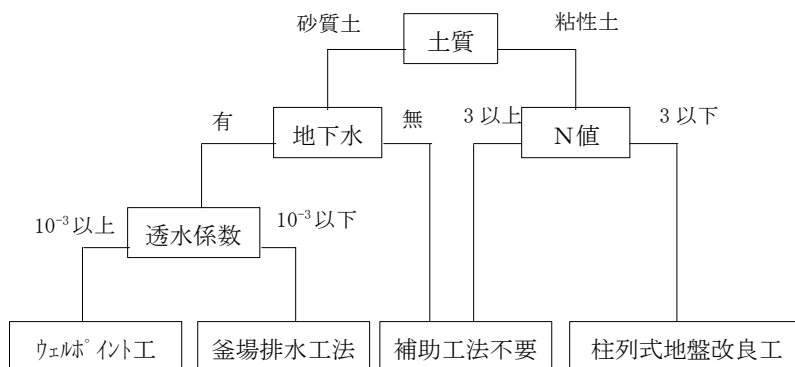 砂質土
土質
粘性土
有
地下水
無
3以上
N値
3以下
10⁻³以上
透水係数
10⁻³以下
ｳｪﾙﾎﾟｲﾝﾄ工
釜場排水工法
補助工法不要
柱列式地盤改良工